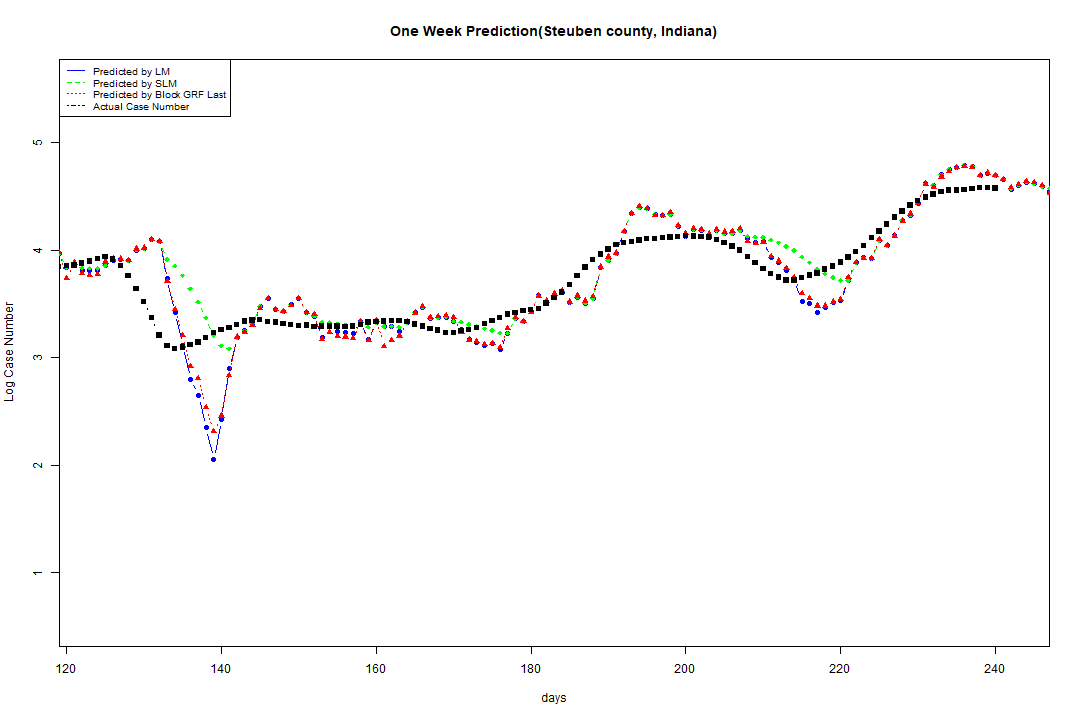 One Week Prediction(Steuben county, Indiana)
Predicted by LM
Predicted by SLM
Predicted by Block GRF Last
Actual Case Number
5
4
3
2
1
Log Case Number
120 140 160 180 200 220 240
days